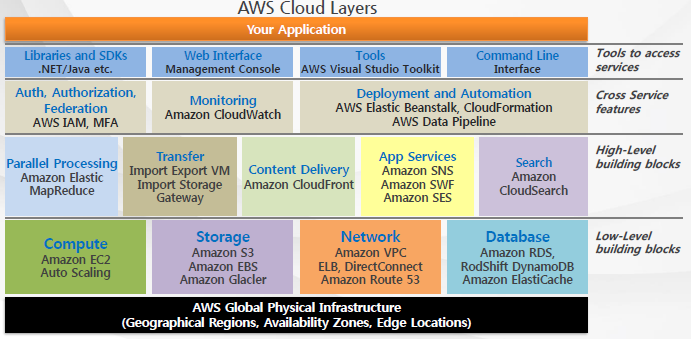 AWS Cloud Layers
Your Application
Libraries and SDKs
.NET/Java etc.
Web Interface
Management Console
Tools
AWS Visual Studio Toolkit
Command Line
Interface
Tools to access
services
Auth, Authorization,
Federation
AWS IAM, MFA
Monitoring
Amazon CloudWatch
Deployment and Automation
AWS Elastic Beanstalk, CloudFormation
AWS Data Pipeline
Cross Service
features
Parallel Processing
Amazon Elastic
MapReduce
Transfer
Import Export VM
Import Storage
Gateway
Content Delivery
Amazon CloudFront
App Services
Amazon SNS
Amazon SWF
Amazon SES
Search
Amazon
CloudSearch
High-Level
building blocks
Compute
Amazon EC2
Auto Scaling
Storage
Amazon S3
Amazon EBS
Amazon Glacler
Network
Amazon VPC
ELB, DirectConnect
Amazon Route 53
Database
Amazon RDS,
RodShift DynamoDB
Amazon ElastiCache
Low-Level
building blocks
AWS Global Physical Infrastructure
(Geographical Regions, Availability Zones, Edge Locations)